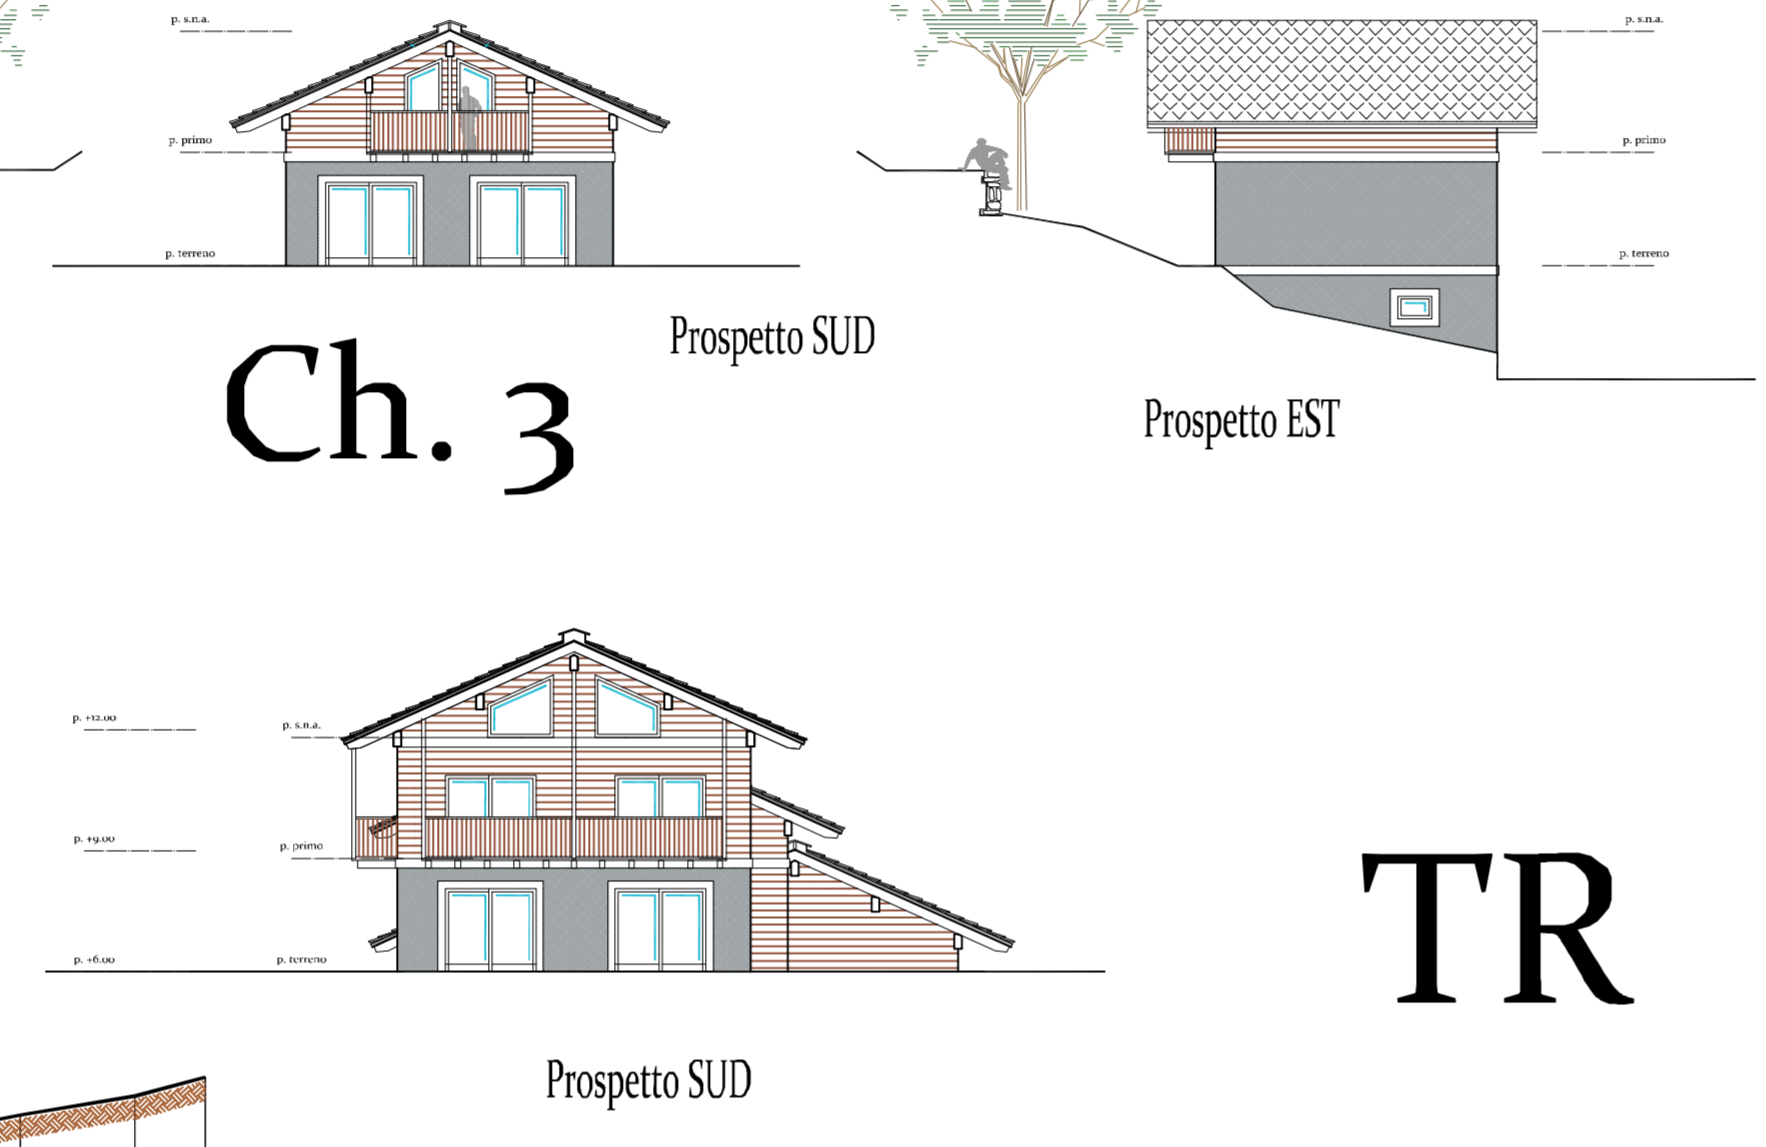 p. s.n.a.
p. s.n.a.
p. primo
p. primo
p. terreno
p. terreno
Prospetto SUD
Ch. 3
Prospetto EST
p. +12.00
p. s.n.a.
p. +9.00
p. primo
TR
p. +6.00
p. terreno
Prospetto SUD